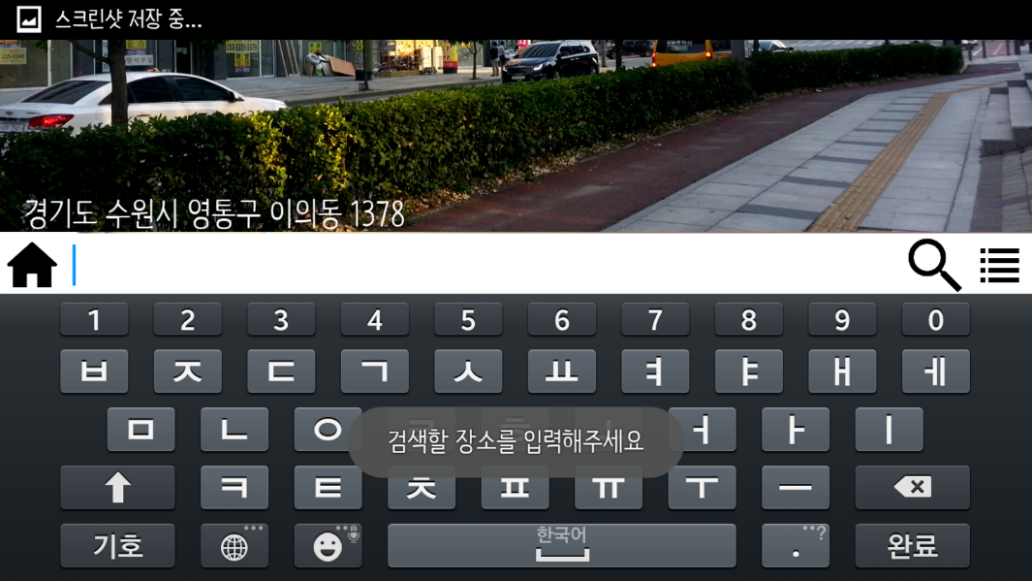 스크린샷 저장 중...
경기도 수원시 영통구 이의동 1378
1 2 3 4 5 6 7 8 9 0
ㅂ ㅈ ㄷ ㄱ ㅅ ㅛ ㅕ ㅑ ㅐ ㅔ
ㅁ ㄴ ㅇ ㅓ ㅏ ㅣ
검색할 장소를 입력해주세요
ㅋ ㅌ ㅊ ㅍ ㅠ ㅜ ㅡ
기호 한국어 . ? 완료